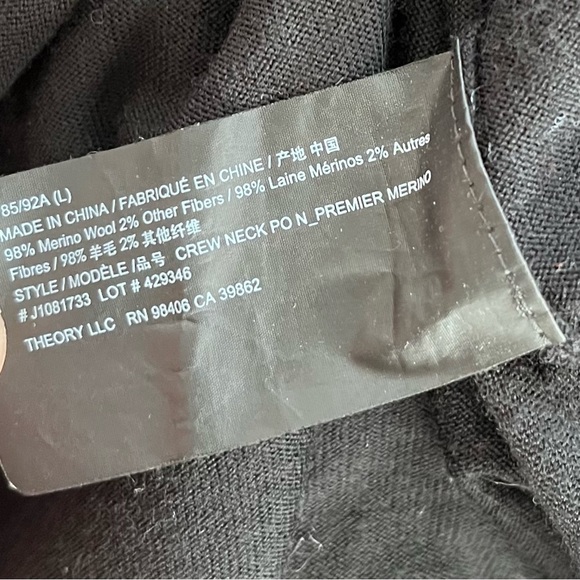 85/92A (L)
MADE IN CHINA / FABRIQUÉ EN CHINE / 产地 中国
98% Merino Wool 2% Other Fibers / 98% Laine Mérinos 2% Autres
Fibres / 98% 羊毛 2% 其他纤维
STYLE / MODÈLE / 品号 CREW NECK PO N_PREMIER MERINO
# J1081733 LOT # 429346
THEORY LLC RN 98406 CA 39862